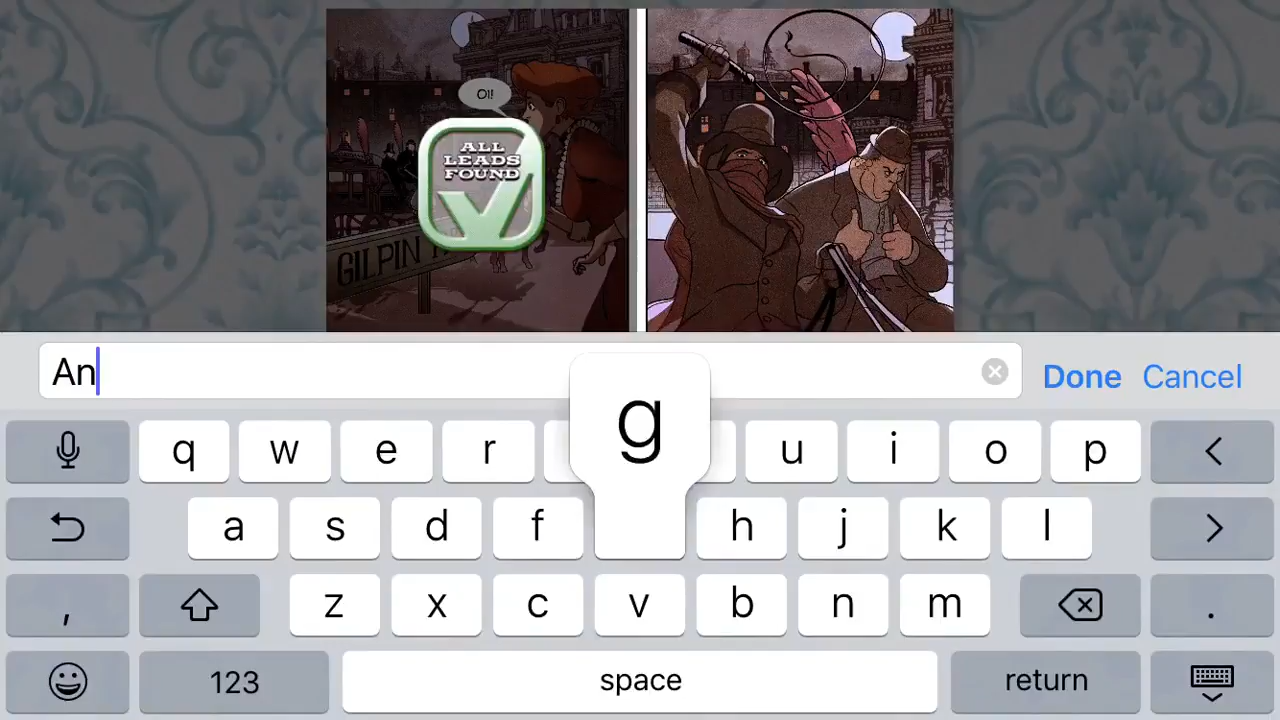 OI!
ALL
LEADS
FOUND
GILPIN
An
Done Cancel
g
q w e r u i o p
a s d f h j k l
, z x c v b n m .
123 space return